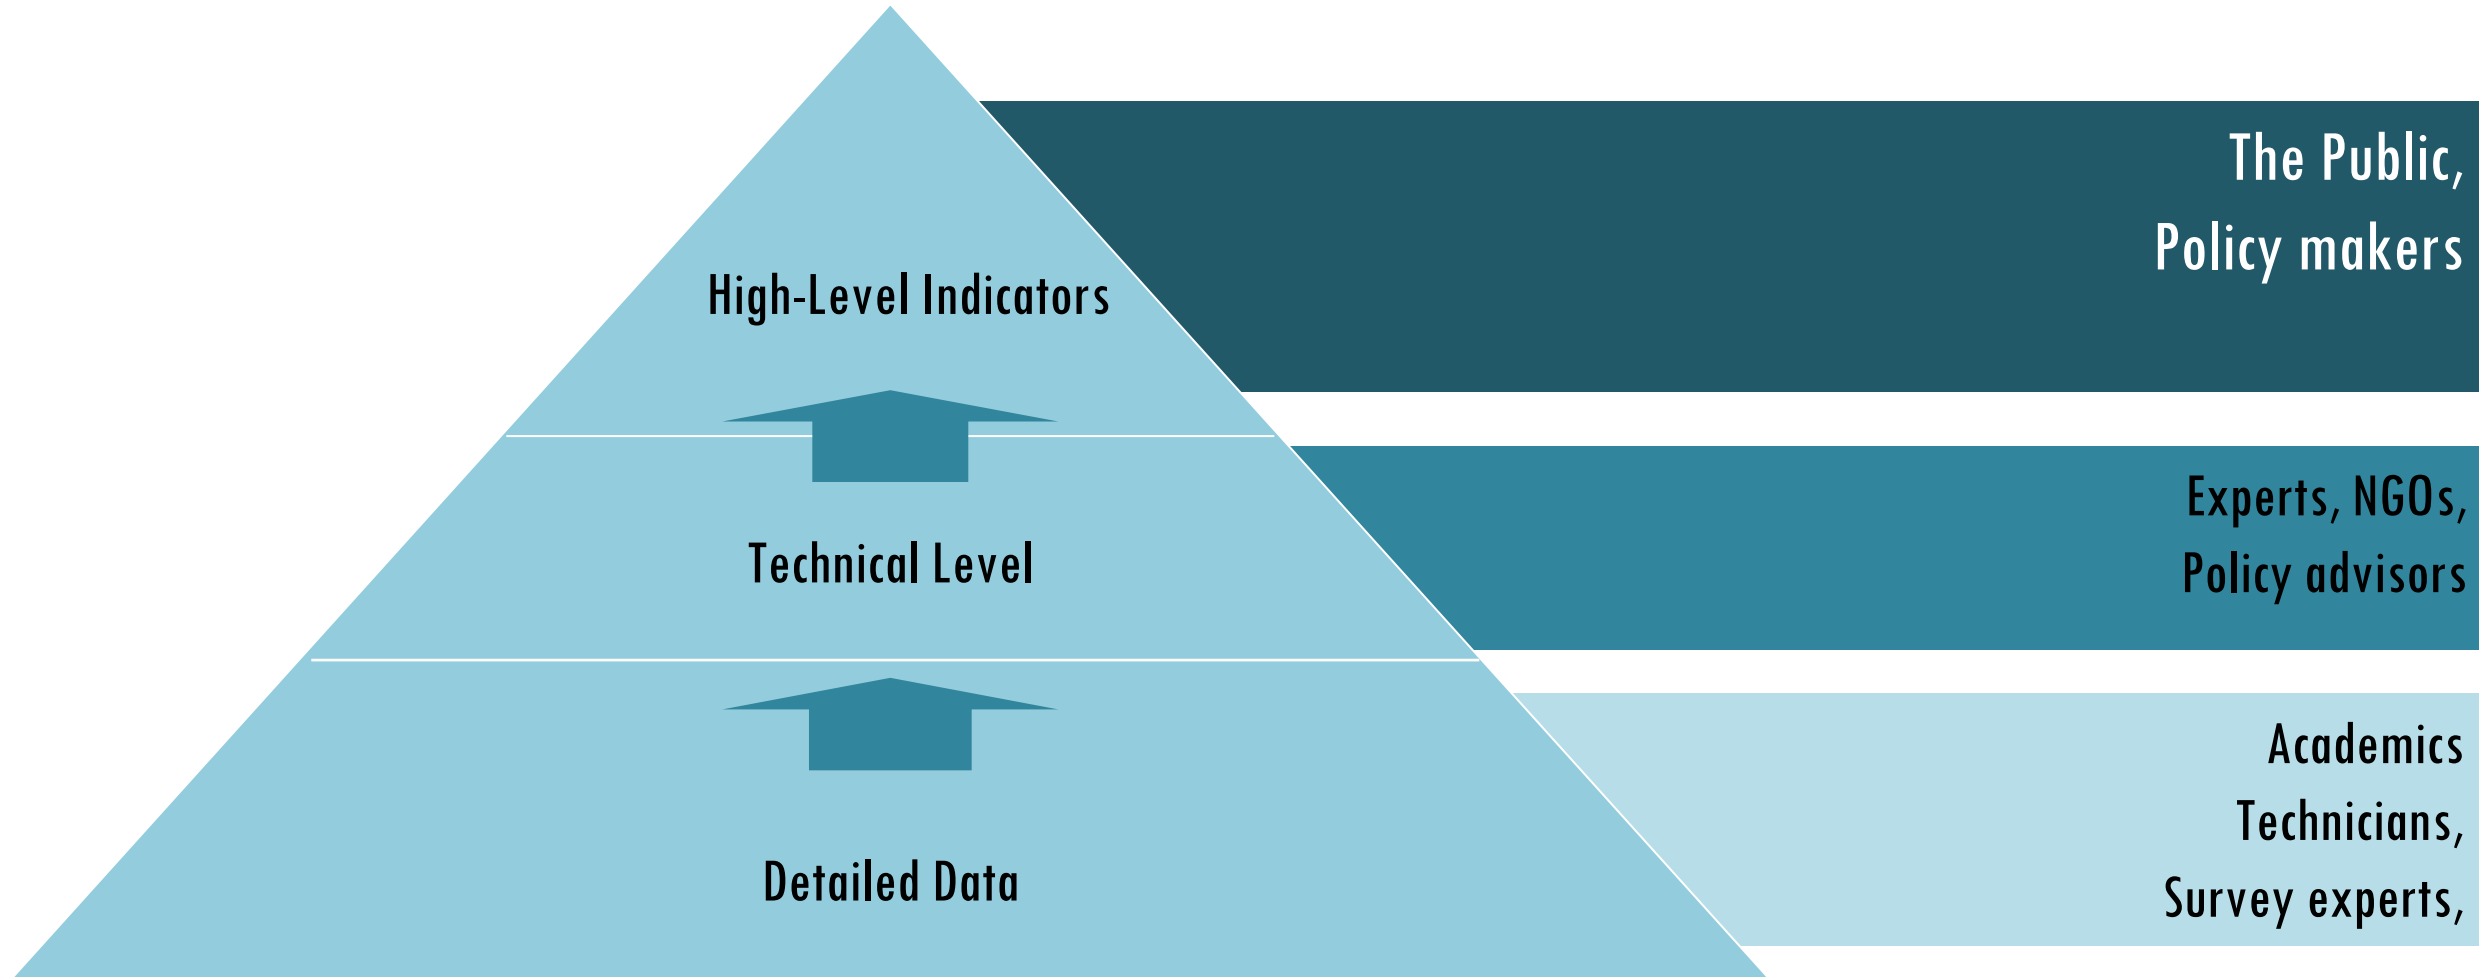 The Public,
Policy makers
High-Level Indicators
Experts, NGOs,
Policy advisors
Technical Level
Academics
Technicians,
Survey experts,
Detailed Data